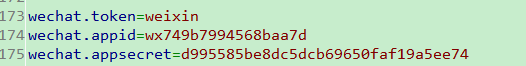 173 wechat.token=weixin
174 wechat.appid=wx749b7994568baa7d
175 wechat.appsecret=d995585be8dc5dcb69650faf19a5ee74